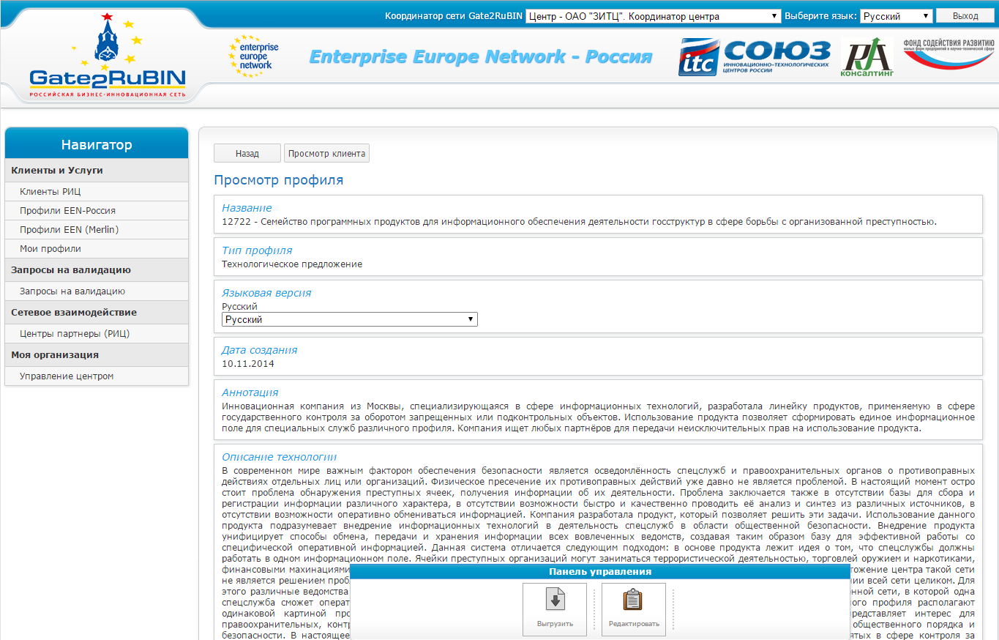 Координатор сети Gate2RuBIN Центр - ОАО "ЗИТЦ". Координатор центра Выберите язык: Русский Выход
Gate2RuBIN
РОССИЙСКАЯ БИЗНЕС-ИННОВАЦИОННАЯ СЕТЬ
enterprise
europe
network
Enterprise Europe Network - Россия
itc СОЮЗ
ИННОВАЦИОННО-ТЕХНОЛОГИЧЕСКИХ
ЦЕНТРОВ РОССИИ
RA
КОНСАЛТИНГ
ФОНД СОДЕЙСТВИЯ РАЗВИТИЮ
малых форм предприятий в научно-технической сфере
Навигатор
Клиенты и Услуги
Клиенты РИЦ
Профили EEN-Россия
Профили EEN (Merlin)
Мои профили
Запросы на валидацию
Запросы на валидацию
Сетевое взаимодействие
Центры партнеры (РИЦ)
Моя организация
Управление центром
Назад Просмотр клиента
Просмотр профиля
Название
12722 - Семейство программных продуктов для информационного обеспечения деятельности госструктур в сфере борьбы с организованной преступностью.
Тип профиля
Технологическое предложение
Языковая версия
Русский
Русский
Дата создания
10.11.2014
Аннотация
Инновационная компания из Москвы, специализирующаяся в сфере информационных технологий, разработала линейку продуктов, применяемую в сфере
государственного контроля за оборотом запрещенных или подконтрольных объектов. Использование продукта позволяет сформировать единое информационное
поле для специальных служб различного профиля. Компания ищет любых партнёров для передачи неисключительных прав на использование продукта.
Описание технологии
В современном мире важным фактором обеспечения безопасности является осведомлённость спецслужб и правоохранительных органов о противоправных
действиях отдельных лиц или организаций. Физическое пресечение их противоправных действий уже давно не является проблемой. В настоящий момент остро
стоит проблема обнаружения преступных ячеек, получения информации об их деятельности. Проблема заключается также в отсутствии базы для сбора и
регистрации информации различного характера, в отсутствии возможности быстро и качественно проводить её анализ и синтез из различных источников, в
отсутствии возможности оперативно обмениваться информацией. Компания разработала продукт, который позволяет решить эти задачи. Использование данного
продукта подразумевает внедрение информационных технологий в деятельность спецслужб в области общественной безопасности. Внедрение продукта
унифицирует способы обмена, передачи и хранения информации всех вовлеченных ведомств, создавая таким образом базу для эффективной работы со
специфической оперативной информацией. Данная система отличается следующим подходом: в основе продукта лежит идея о том, что спецслужбы должны
работать в одном информационном поле. Ячейки преступных организаций могут заниматься террористической деятельностью, торговлей оружием и наркотиками,
финансовыми махинациями тожение центра такой сети
не является решением проб нии всей сети целиком. Для
этого различные ведомства нной сети, в которой одна
спецслужба сможет операт ого профиля располагают
одинаковой картиной про редставляет интерес для
правоохранительных, контр общественного порядка и
безопасности. В настоящее ятых в сфере контроля за
Панель управления
Выгрузить Редактировать